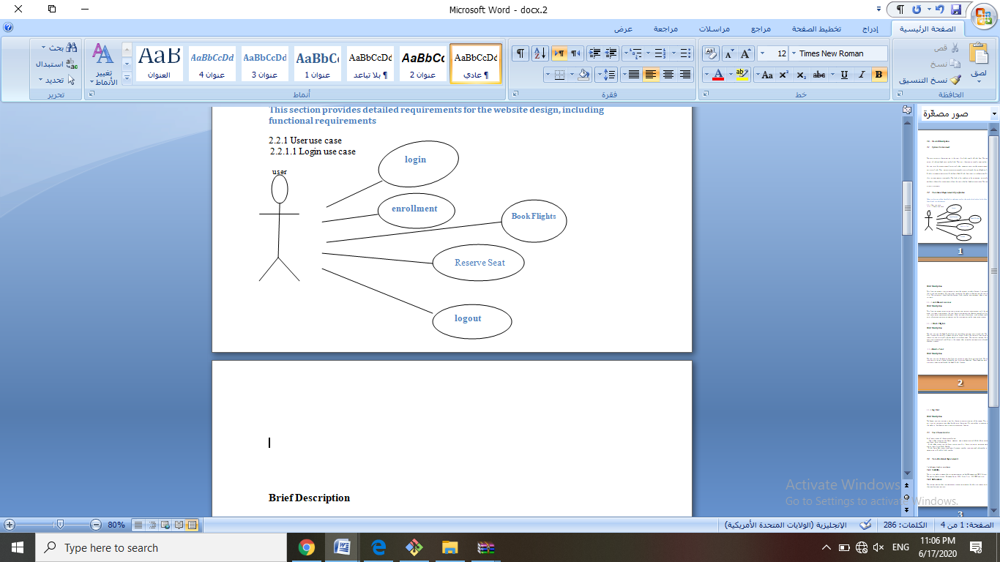 Microsoft Word - docx.2
الصفحة الرئيسية
إدراج
تخطيط الصفحة
مراجع
مراسلات
مراجعة
عرض
لصق
قص
نسخ
نسخ التنسيق
الحافظة
Times New Roman
12
خط
فقرة
AaBbCcDd
¶ عادي
AaBbCc
عنوان 2
AaBbCcDd
¶ بلا تباعد
AaBbCc
عنوان 1
AaBbCcDd
عنوان 3
AaBbCcDd
عنوان 4
AaB
العنوان
تغيير
الأنماط
أنماط
بحث
استبدال
تحديد
تحرير
صور مصغّرة
This section provides detailed requirements for the website design, including
functional requirements
2.2.1 User use case
2.2.1.1 Login use case
user
login
enrollment
Book Flights
Reserve Seat
logout
Brief Description
1
2
3
Activate Windows
Go to Settings to activate Windows.
80%
الإنجليزية (الولايات المتحدة الأمريكية)
الكلمات: 286
الصفحة: 1 من 4
Type here to search
ENG
11:06 PM
6/17/2020